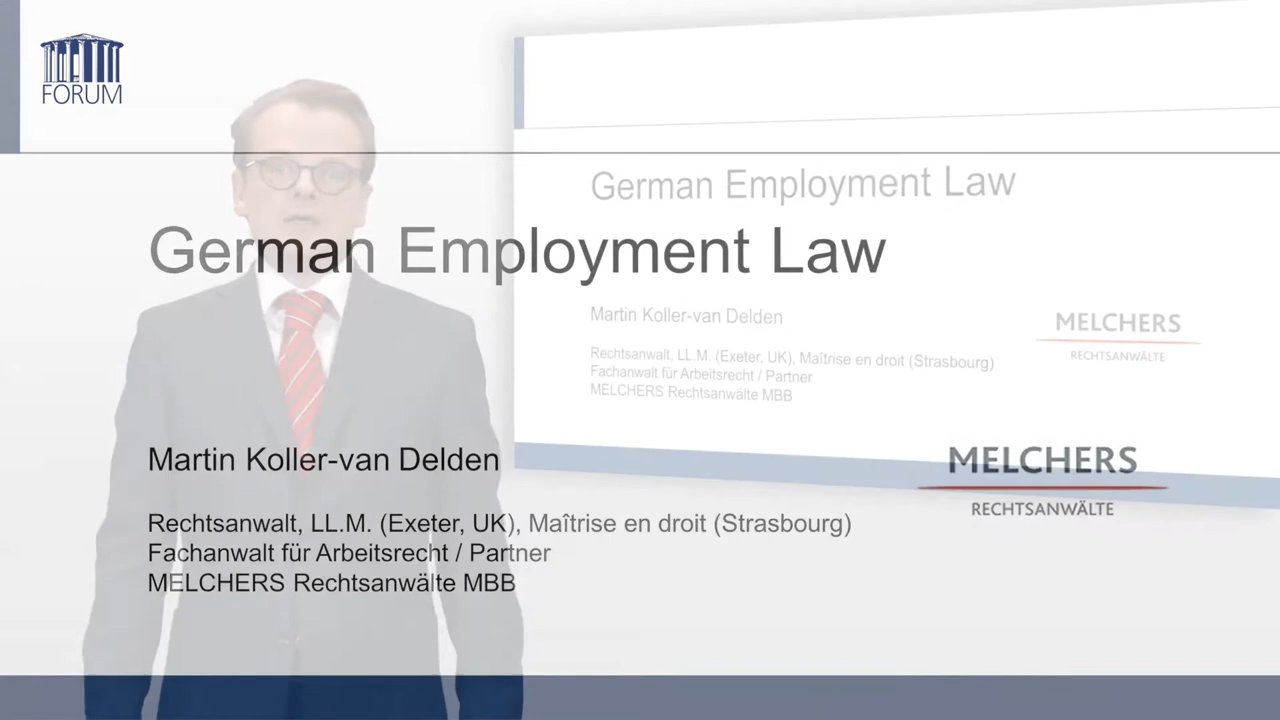 FORUM
German Employment Law
Martin Koller-van Delden
Rechtsanwalt, LL.M. (Exeter, UK), Maîtrise en droit (Strasbourg)
Fachanwalt für Arbeitsrecht / Partner
MELCHERS Rechtsanwälte MBB
MELCHERS
RECHTSANWÄLTE
German Employment Law
Martin Koller-van Delden
Rechtsanwalt, LL.M. (Exeter, UK), Maîtrise en droit (Strasbourg)
Fachanwalt für Arbeitsrecht / Partner
MELCHERS Rechtsanwälte MBB
MELCHERS
RECHTSANWÄLTE